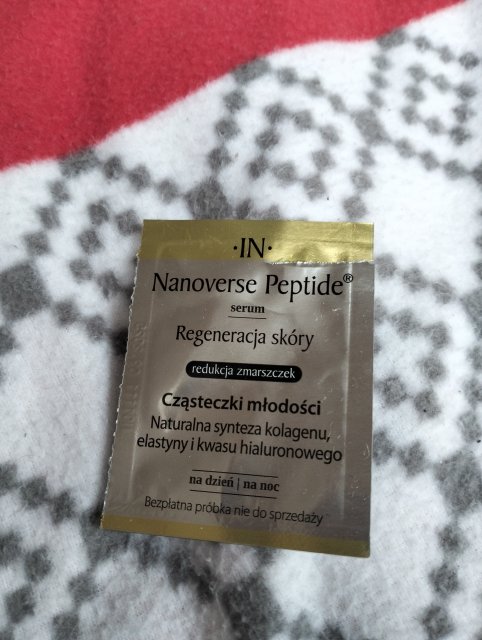 ·IN·
Nanoverse Peptide®
serum
Regeneracja skóry
redukcja zmarszczek
Cząsteczki młodości
Naturalna synteza kolagenu,
elastyny i kwasu hialuronowego
na dzień | na noc
Bezpłatna próbka nie do sprzedaży